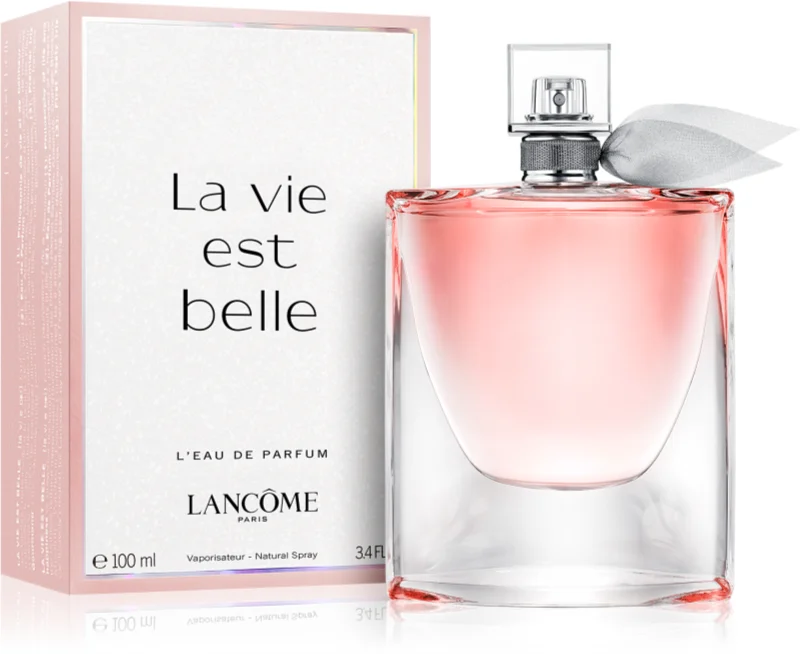 La vie
est
belle
L'EAU DE PARFUM
LANCÔME
PARIS
℮ 100 ml
Vaporisateur - Natural Spray
3.4 FL